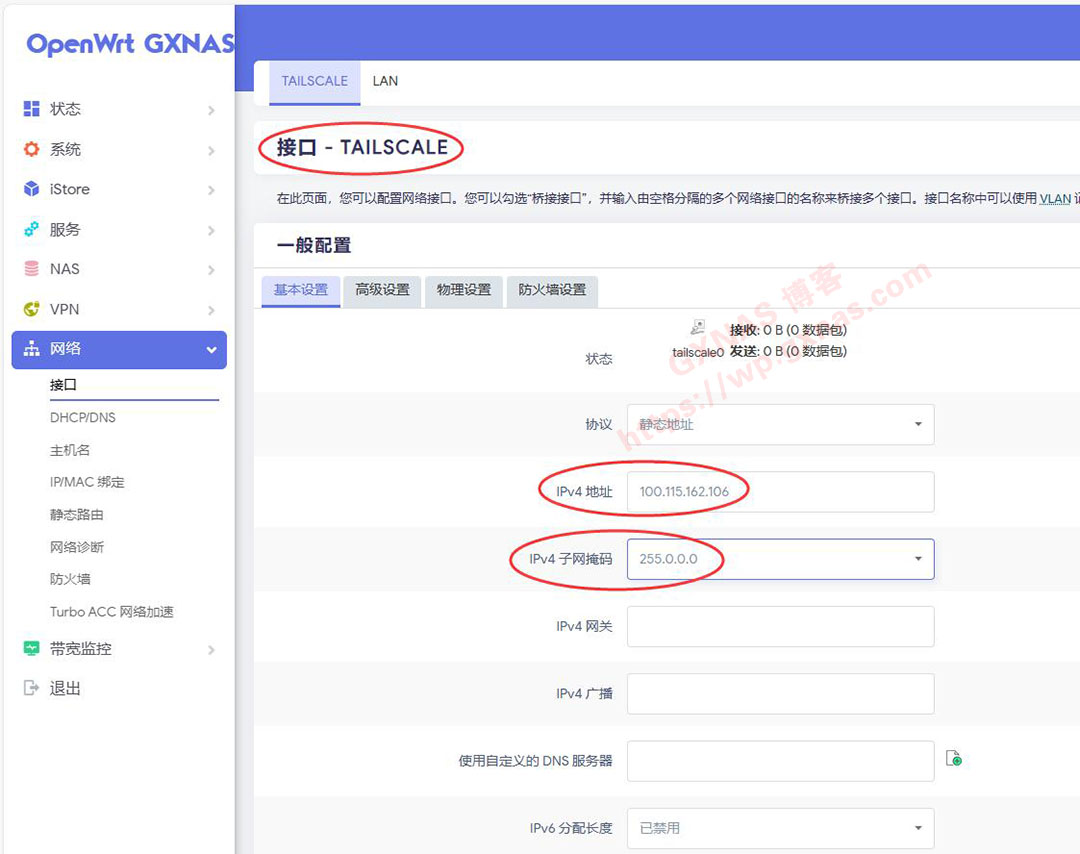 OpenWrt GXNAS
状态
系统
iStore
服务
NAS
VPN
网络
接口
DHCP/DNS
主机名
IP/MAC 绑定
静态路由
网络诊断
防火墙
Turbo ACC 网络加速
带宽监控
退出
TAILSCALE LAN
接口 - TAILSCALE
在此页面，您可以配置网络接口。您可以勾选“桥接接口”，并输入由空格分隔的多个网络接口的名称来桥接多个接口。接口名称中可以使用 VLAN
一般配置
基本设置 高级设置 物理设置 防火墙设置
状态
接收: 0 B (0 数据包)
tailscale0 发送: 0 B (0 数据包)
协议 静态地址
IPv4 地址 100.115.162.106
IPv4 子网掩码 255.0.0.0
IPv4 网关
IPv4 广播
使用自定义的 DNS 服务器
IPv6 分配长度 已禁用
GXNAS 博客
https://wp.gxnas.com